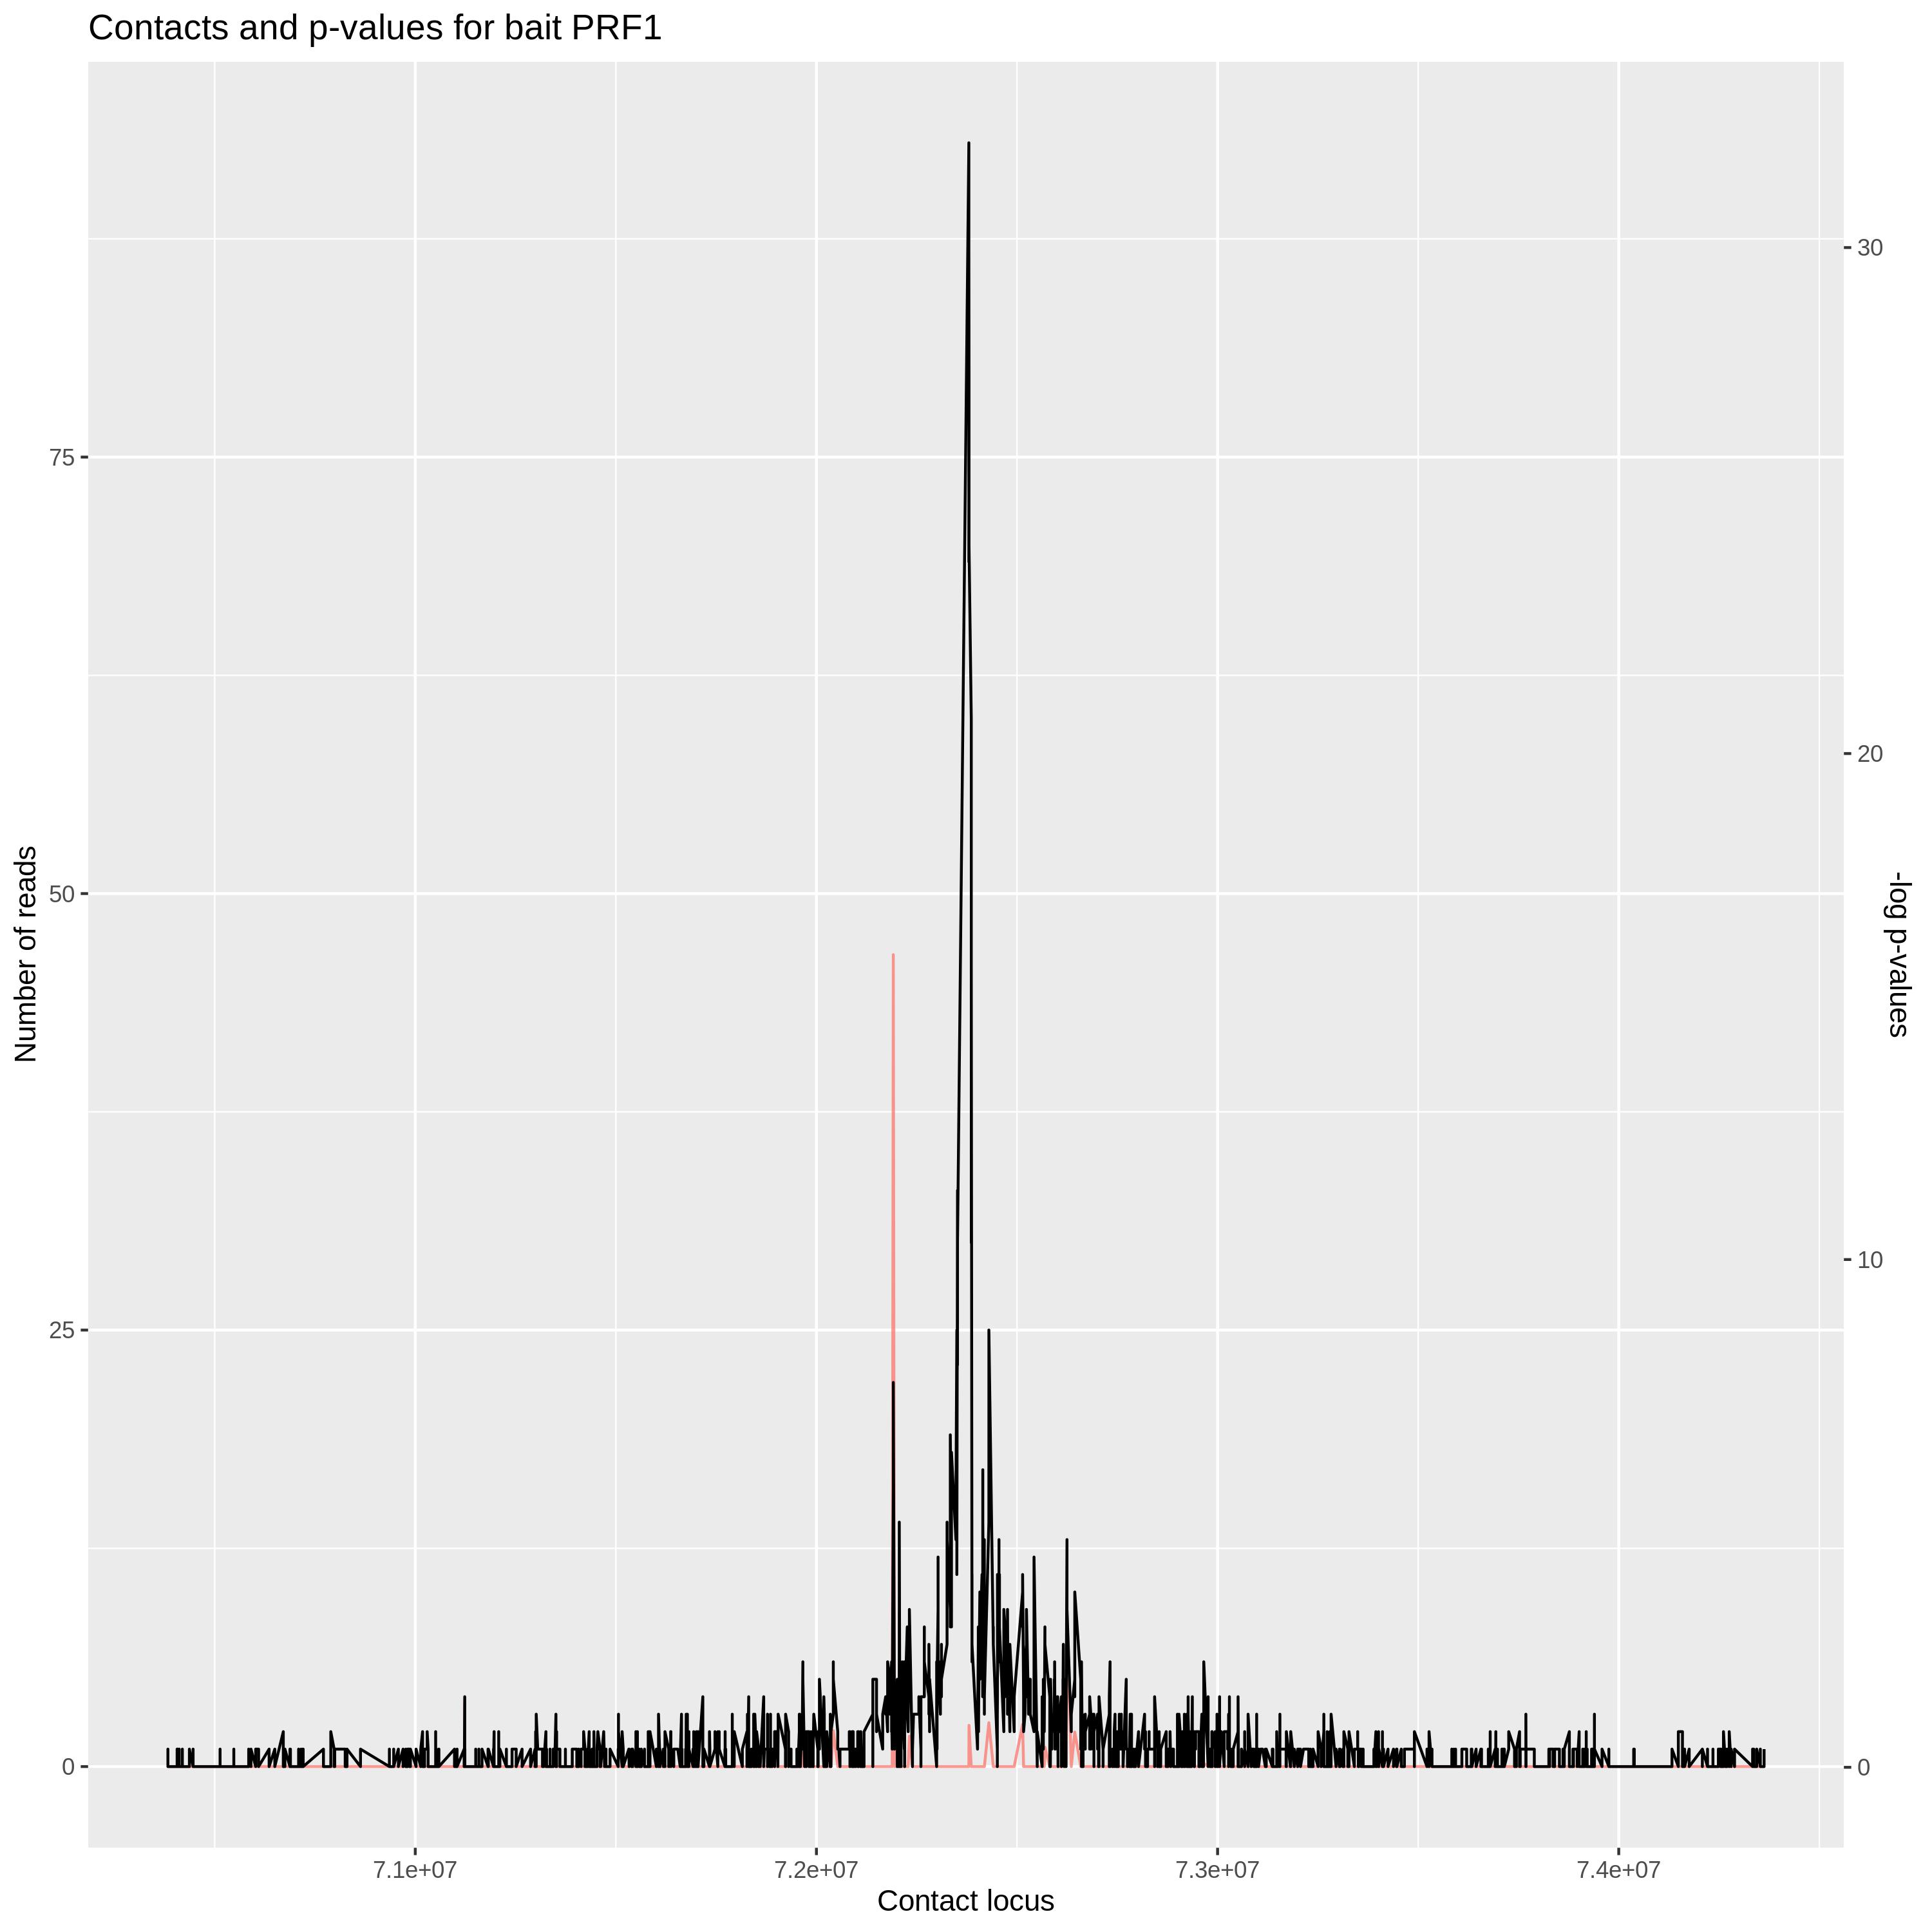 Contacts and p-values for bait PRF1
Number of reads
75
50
25
0
30
20
10
0
-log p-values
7.1e+07
7.2e+07
7.3e+07
7.4e+07
Contact locus